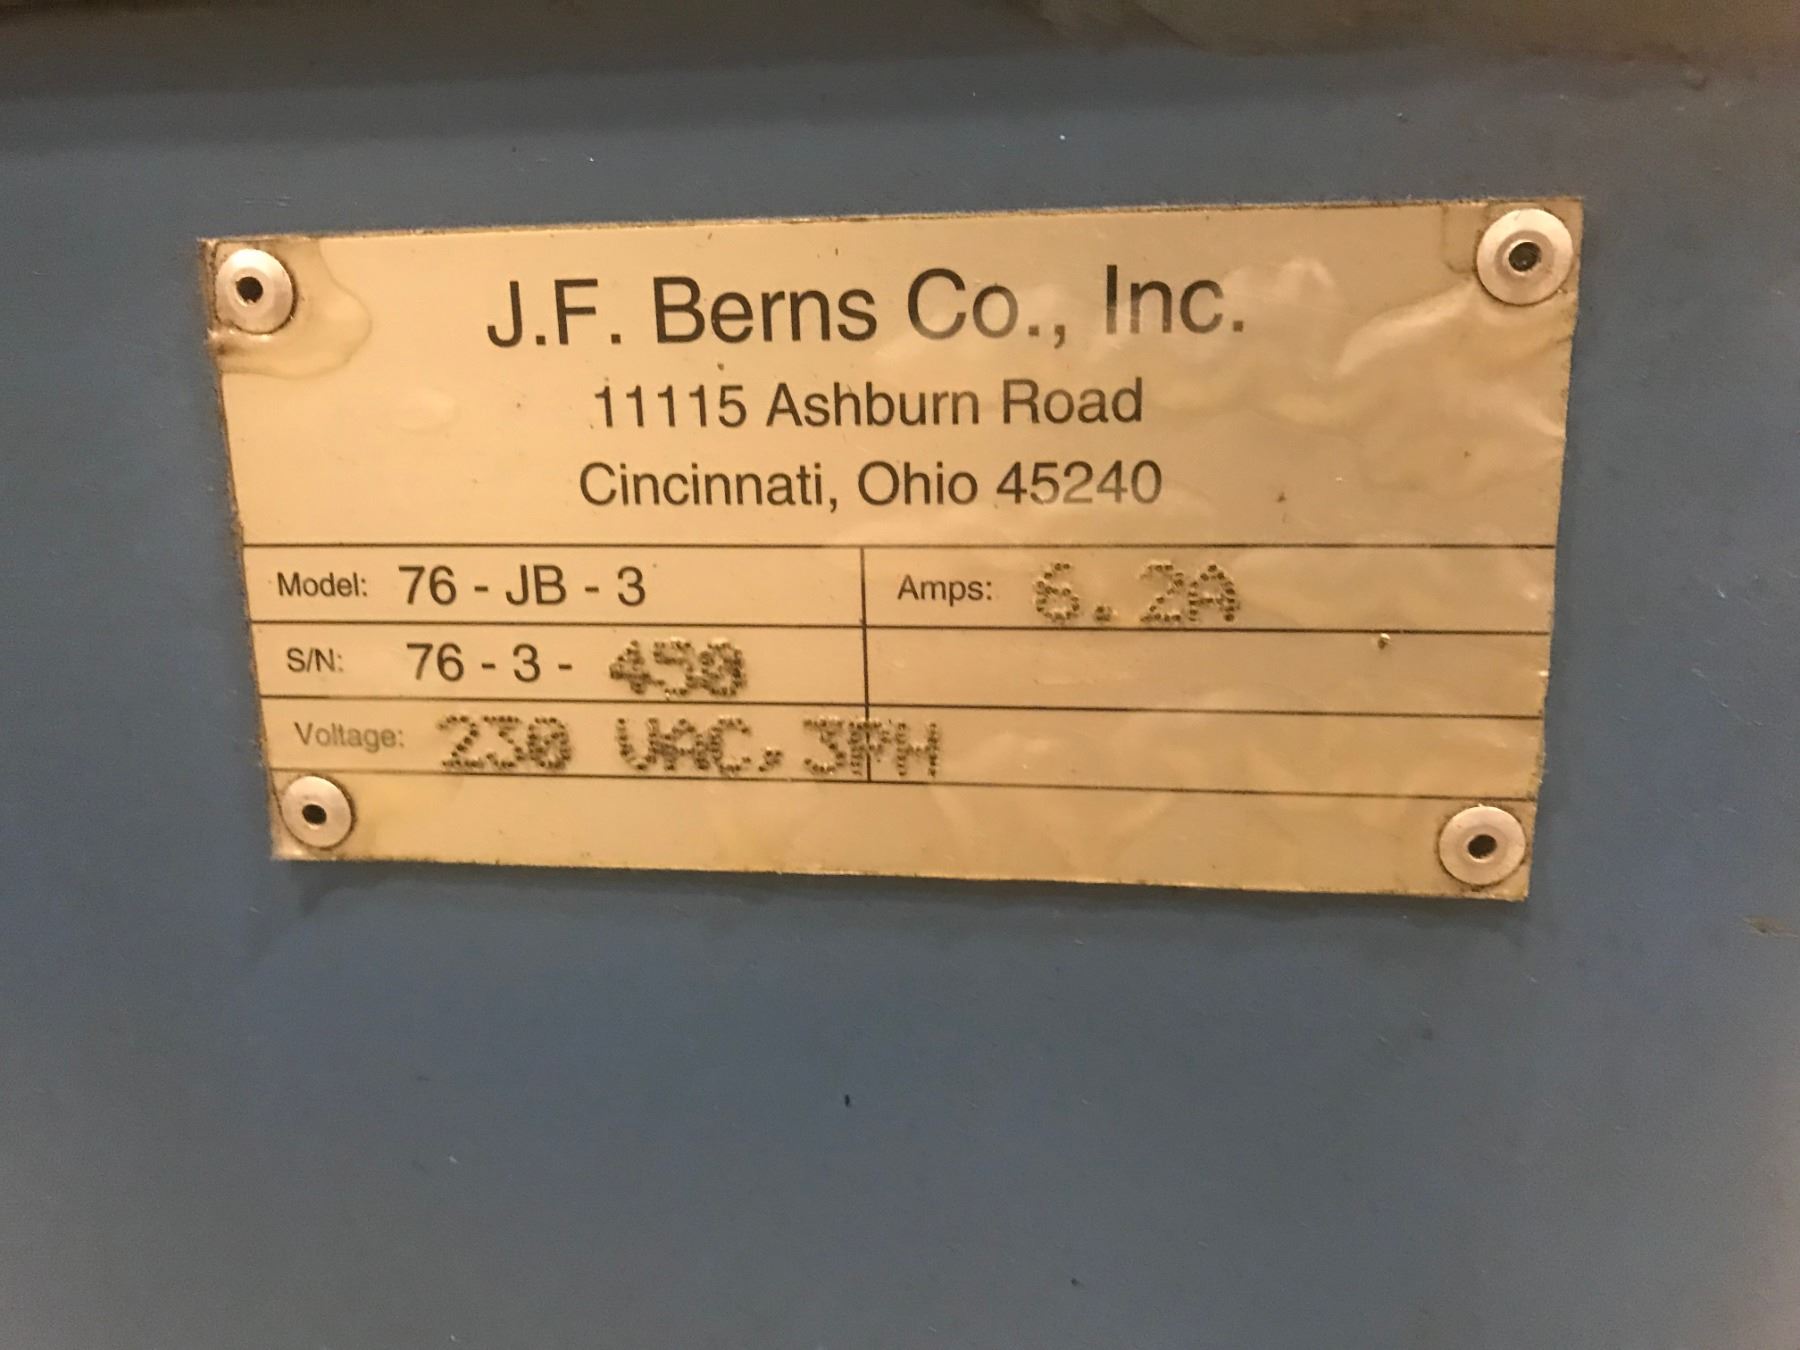 J.F. Berns Co., Inc.
11115 Ashburn Road
Cincinnati, Ohio 45240
Model: 76 - JB - 3
Amps: 6.2A
S/N: 76 - 3 - 450
Voltage: 230 VAC. 3PH